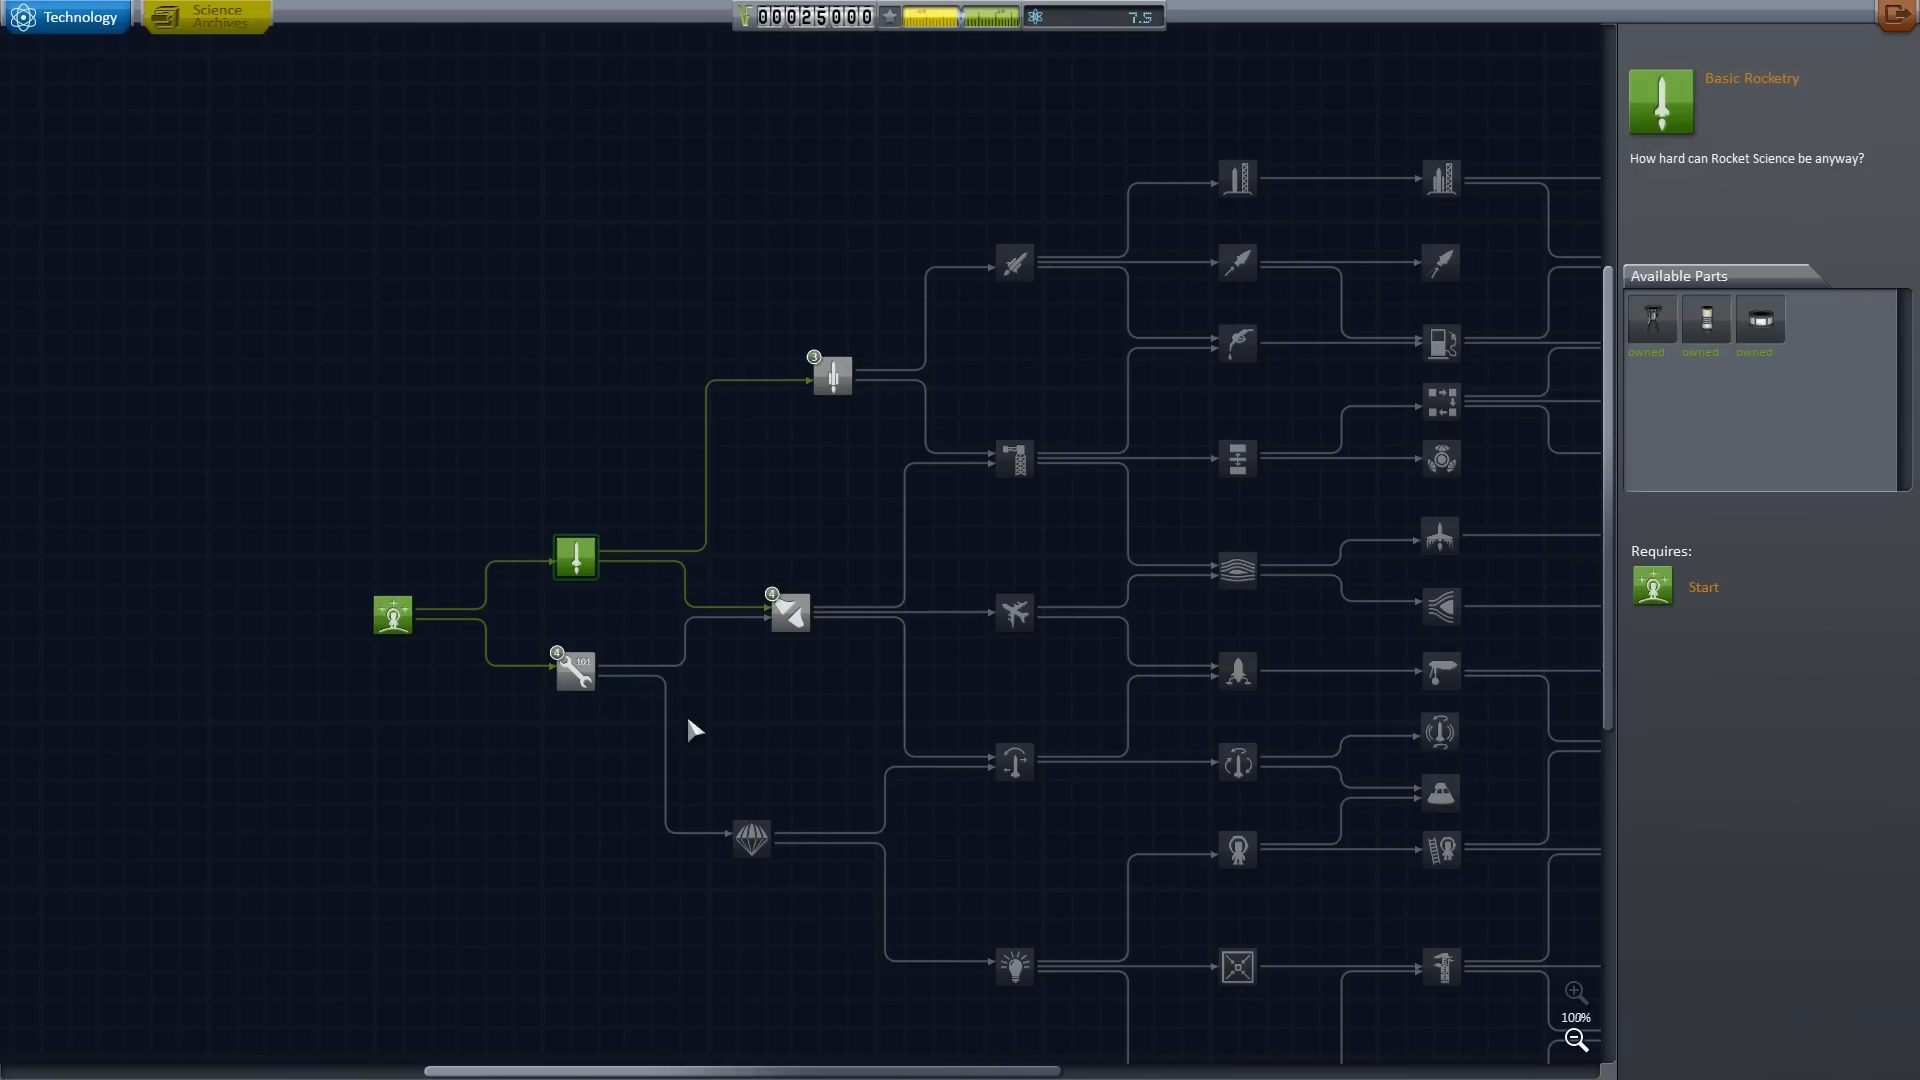 Technology
Science
Archives
00025000
7.5
Basic Rocketry
How hard can Rocket Science be anyway?
Available Parts
owned
owned
owned
3
4
4
101
Requires:
Start
100%